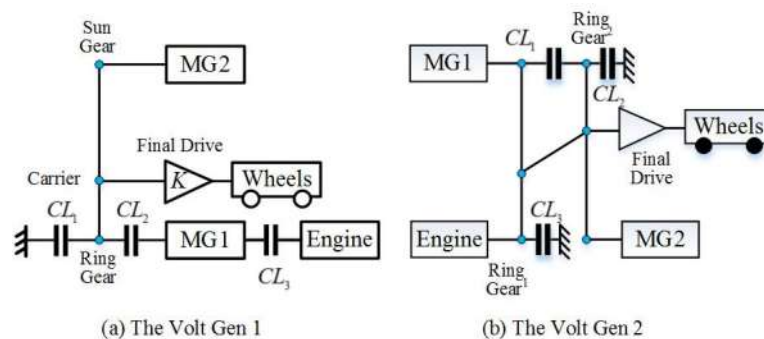 Sun
Gear
MG2
Final Drive
Carrier
K
Wheels
CL₁
CL₂
MG1
Engine
Ring
Gear
CL₃
(a) The Volt Gen 1
CL₁
Ring
Gear²
MG1
CL₂
Wheels
Final
Drive
CL₃
Engine
MG2
Ring
Gear¹
(b) The Volt Gen 2